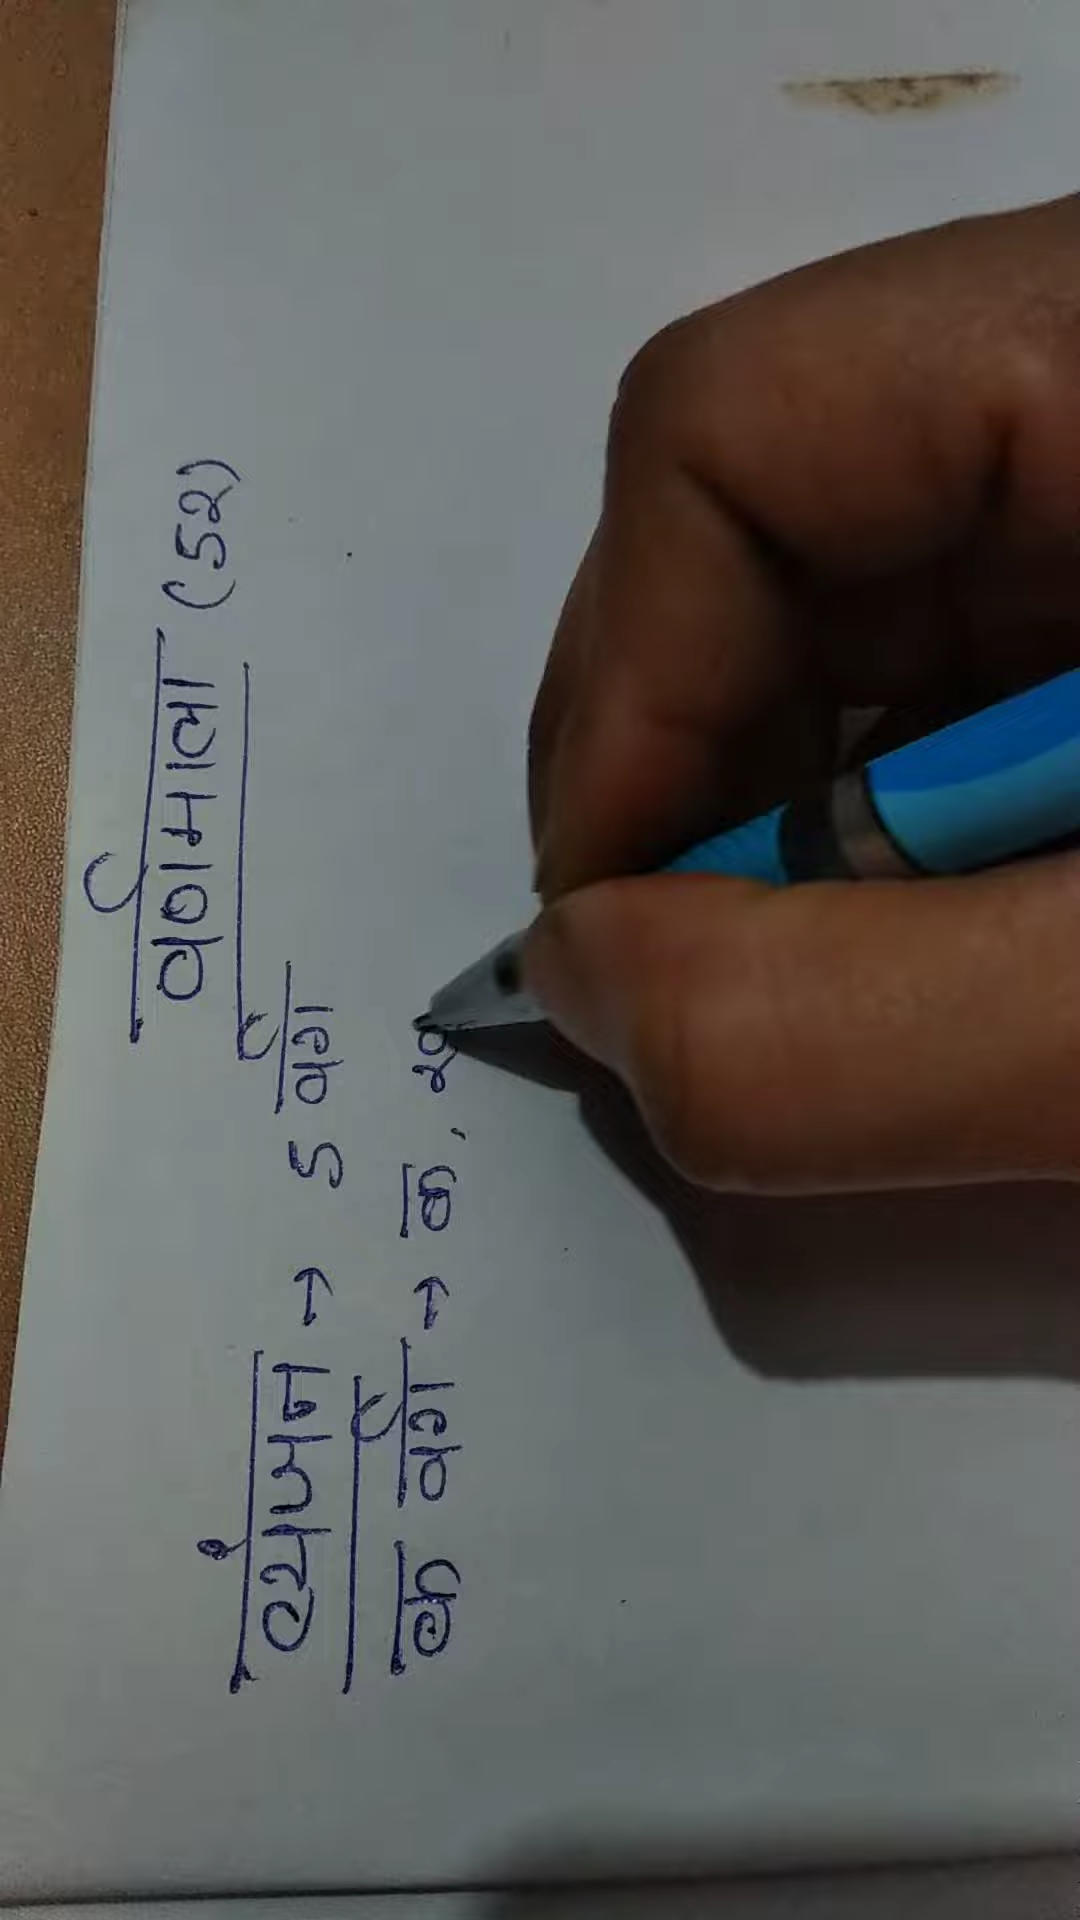 वर्णमाला (52)
व्यंजन → 5 वर्ग
क वर्ग → क, ख